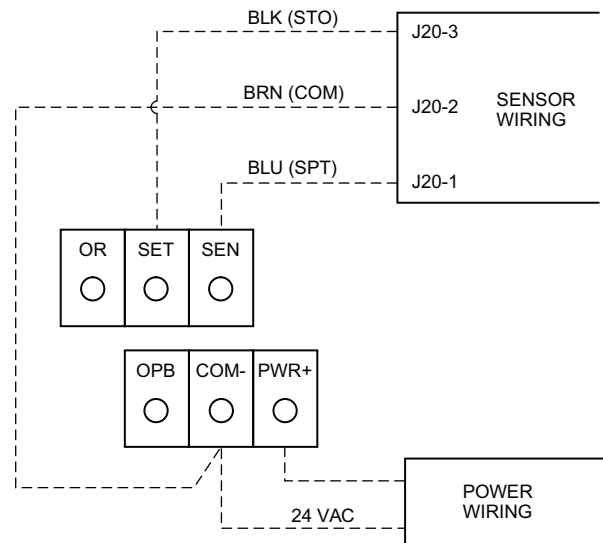 BLK (STO)
J20-3
BRN (COM)
J20-2
SENSOR
WIRING
BLU (SPT)
J20-1
OR SET SEN
OPB COM- PWR+
POWER
WIRING
24 VAC